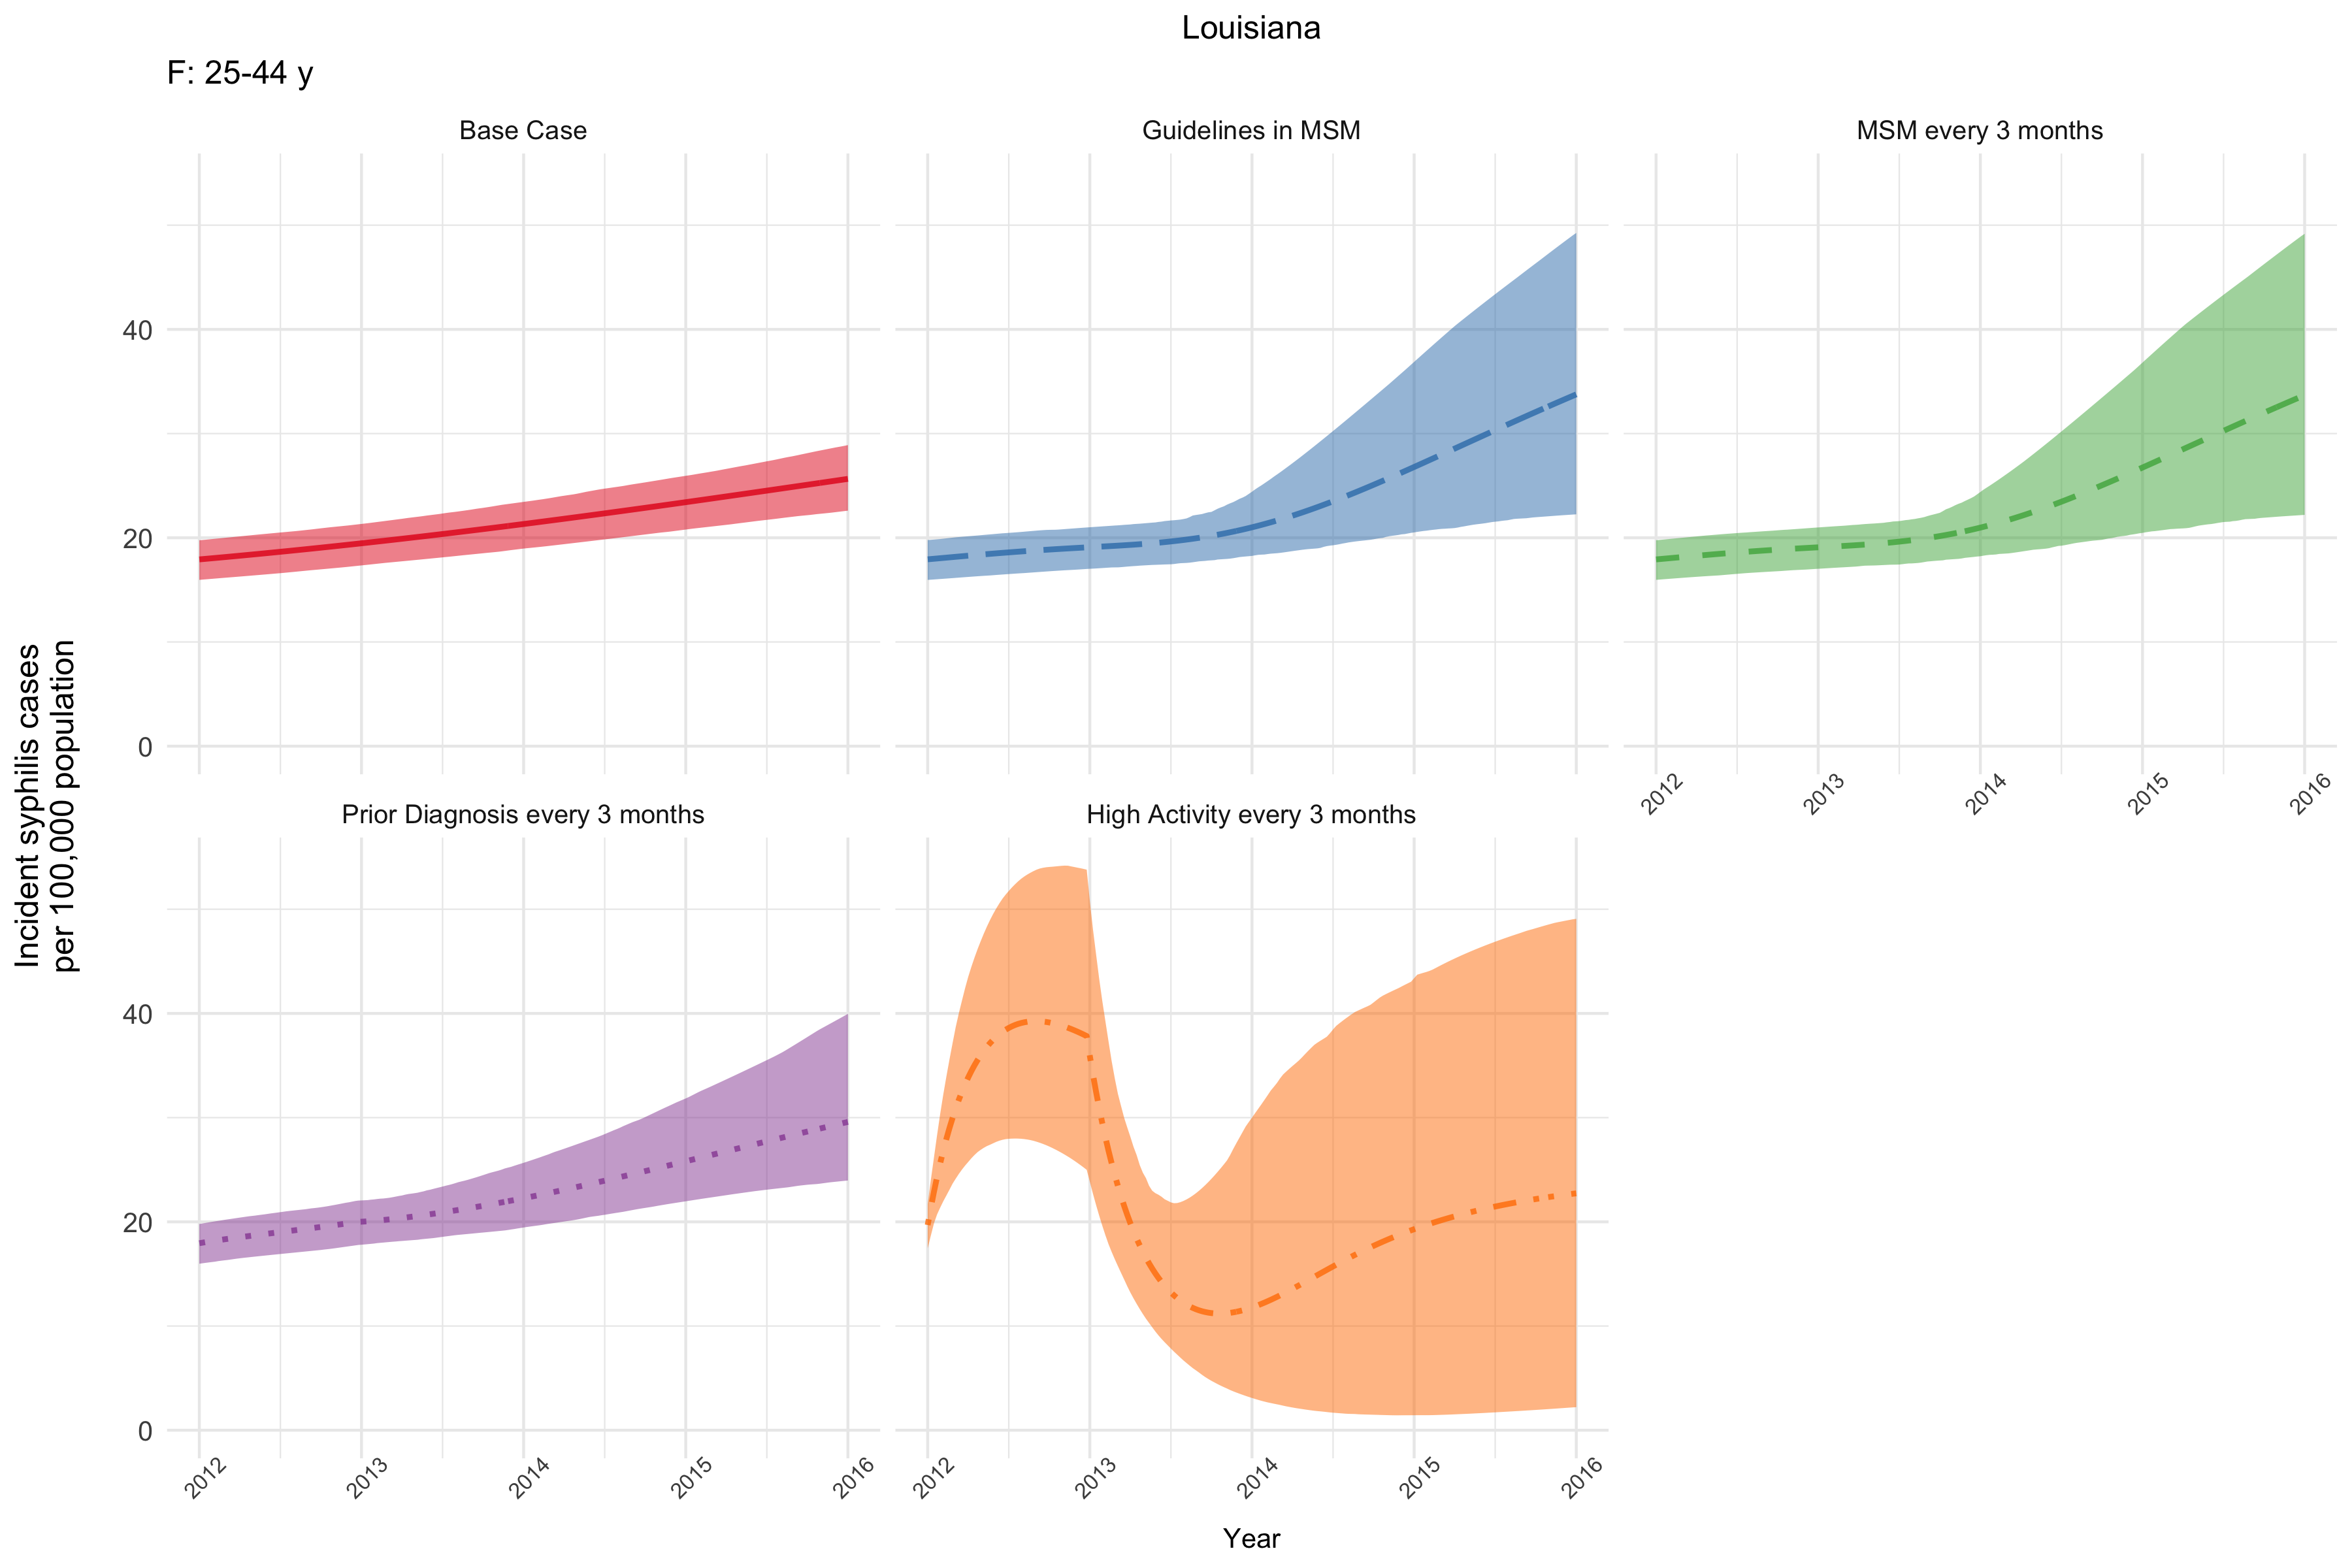 Louisiana
F: 25-44 y
Base Case
Guidelines in MSM
MSM every 3 months
40
20
0
2012
2013
2014
2015
2016
Incident syphilis cases
per 100,000 population
Prior Diagnosis every 3 months
High Activity every 3 months
40
20
0
2012
2013
2014
2015
2016
2012
2013
2014
2015
2016
Year